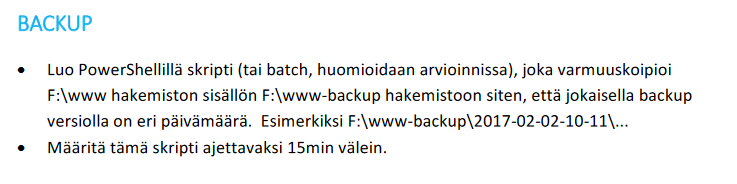 BACKUP
• Luo PowerShellillä skripti (tai batch, huomioidaan arvioinnissa), joka varmuuskoipioi
F:\www hakemiston sisällön F:\www-backup hakemistoon siten, että jokaisella backup
versiolla on eri päivämäärä. Esimerkiksi F:\www-backup\2017-02-02-10-11\...
• Määritä tämä skripti ajettavaksi 15min välein.